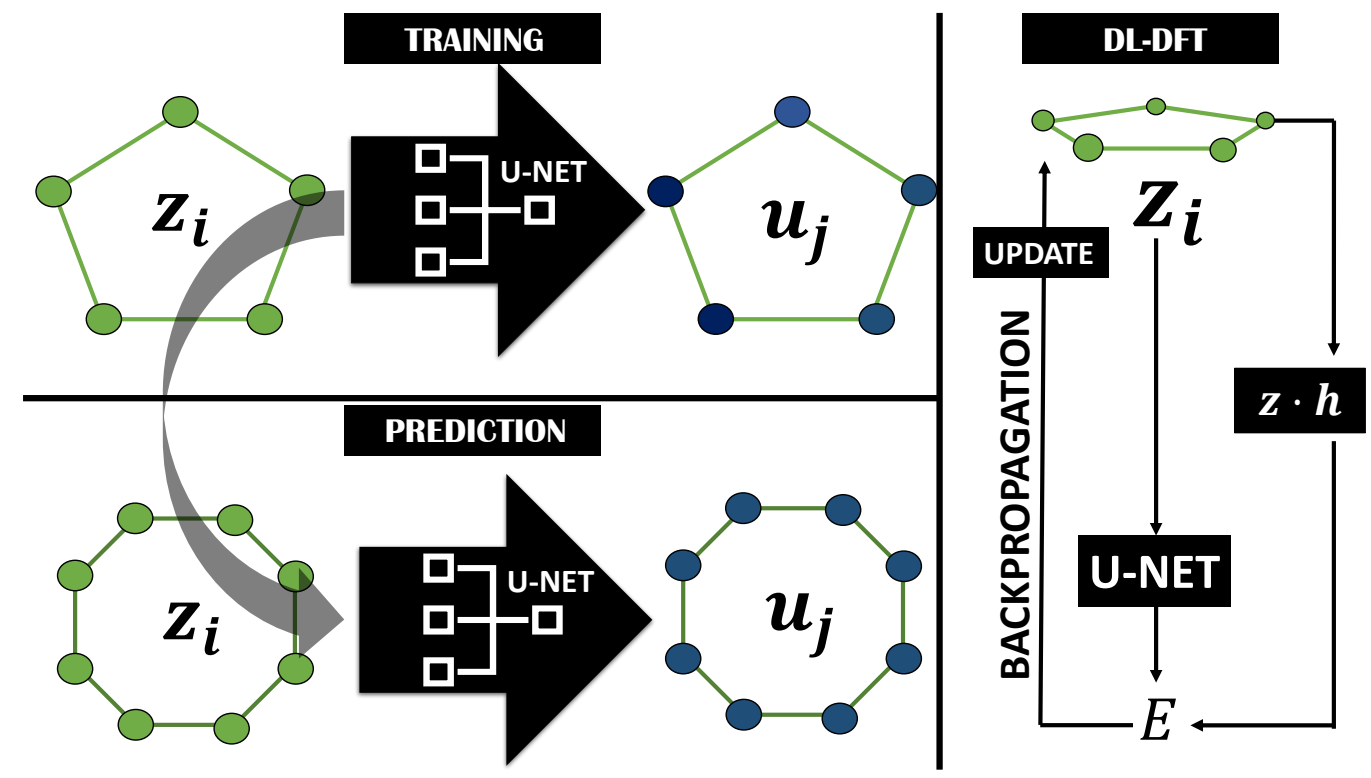 TRAINING
z_i
U-NET
u_j
PREDICTION
z_i
U-NET
u_j
DL-DFT
z_i
UPDATE
BACKPROPAGATION
z · h
U-NET
E